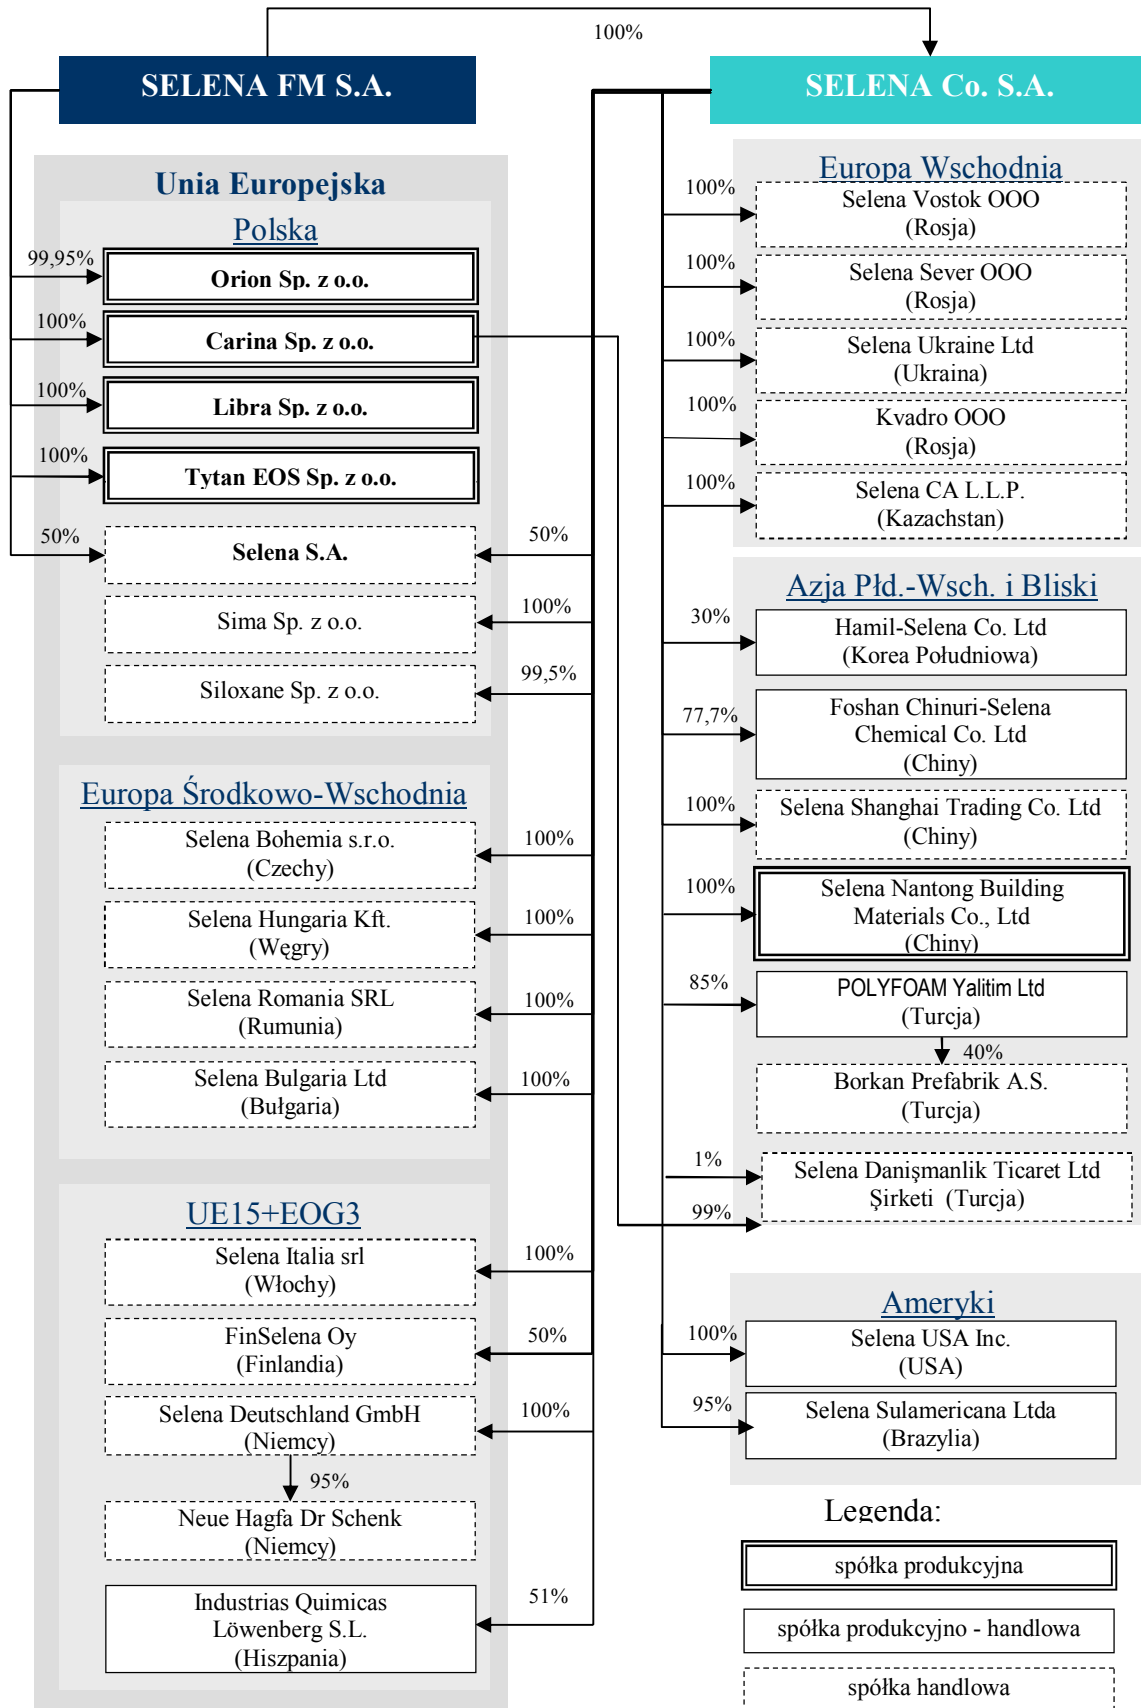 100%
SELENA FM S.A.
SELENA Co. S.A.
Unia Europejska
Polska
99,95%
Orion Sp. z o.o.
100%
Carina Sp. z o.o.
100%
Libra Sp. z o.o.
100%
Tytan EOS Sp. z o.o.
50%
Selena S.A.
50%
Sima Sp. z o.o.
100%
Siloxane Sp. z o.o.
99,5%
Europa Środkowo-Wschodnia
Selena Bohemia s.r.o.
(Czechy)
100%
Selena Hungaria Kft.
(Węgry)
100%
Selena Romania SRL
(Rumunia)
100%
Selena Bulgaria Ltd
(Bułgaria)
100%
UE15+EOG3
Selena Italia srl
(Włochy)
100%
FinSelena Oy
(Finlandia)
50%
Selena Deutschland GmbH
(Niemcy)
100%
95%
Neue Hagfa Dr Schenk
(Niemcy)
Industrias Quimicas
Löwenberg S.L.
(Hiszpania)
51%
Europa Wschodnia
100%
Selena Vostok OOO
(Rosja)
100%
Selena Sever OOO
(Rosja)
100%
Selena Ukraine Ltd
(Ukraina)
100%
Kvadro OOO
(Rosja)
100%
Selena CA L.L.P.
(Kazachstan)
Azja Płd.-Wsch. i Bliski
30%
Hamil-Selena Co. Ltd
(Korea Południowa)
77,7%
Foshan Chinuri-Selena
Chemical Co. Ltd
(Chiny)
100%
Selena Shanghai Trading Co. Ltd
(Chiny)
100%
Selena Nantong Building
Materials Co., Ltd
(Chiny)
85%
POLYFOAM Yalitim Ltd
(Turcja)
40%
Borkan Prefabrik A.S.
(Turcja)
1%
Selena Danişmanlik Ticaret Ltd
Şirketi (Turcja)
99%
Ameryki
100%
Selena USA Inc.
(USA)
95%
Selena Sulamericana Ltda
(Brazylia)
Legenda:
spółka produkcyjna
spółka produkcyjno - handlowa
spółka handlowa